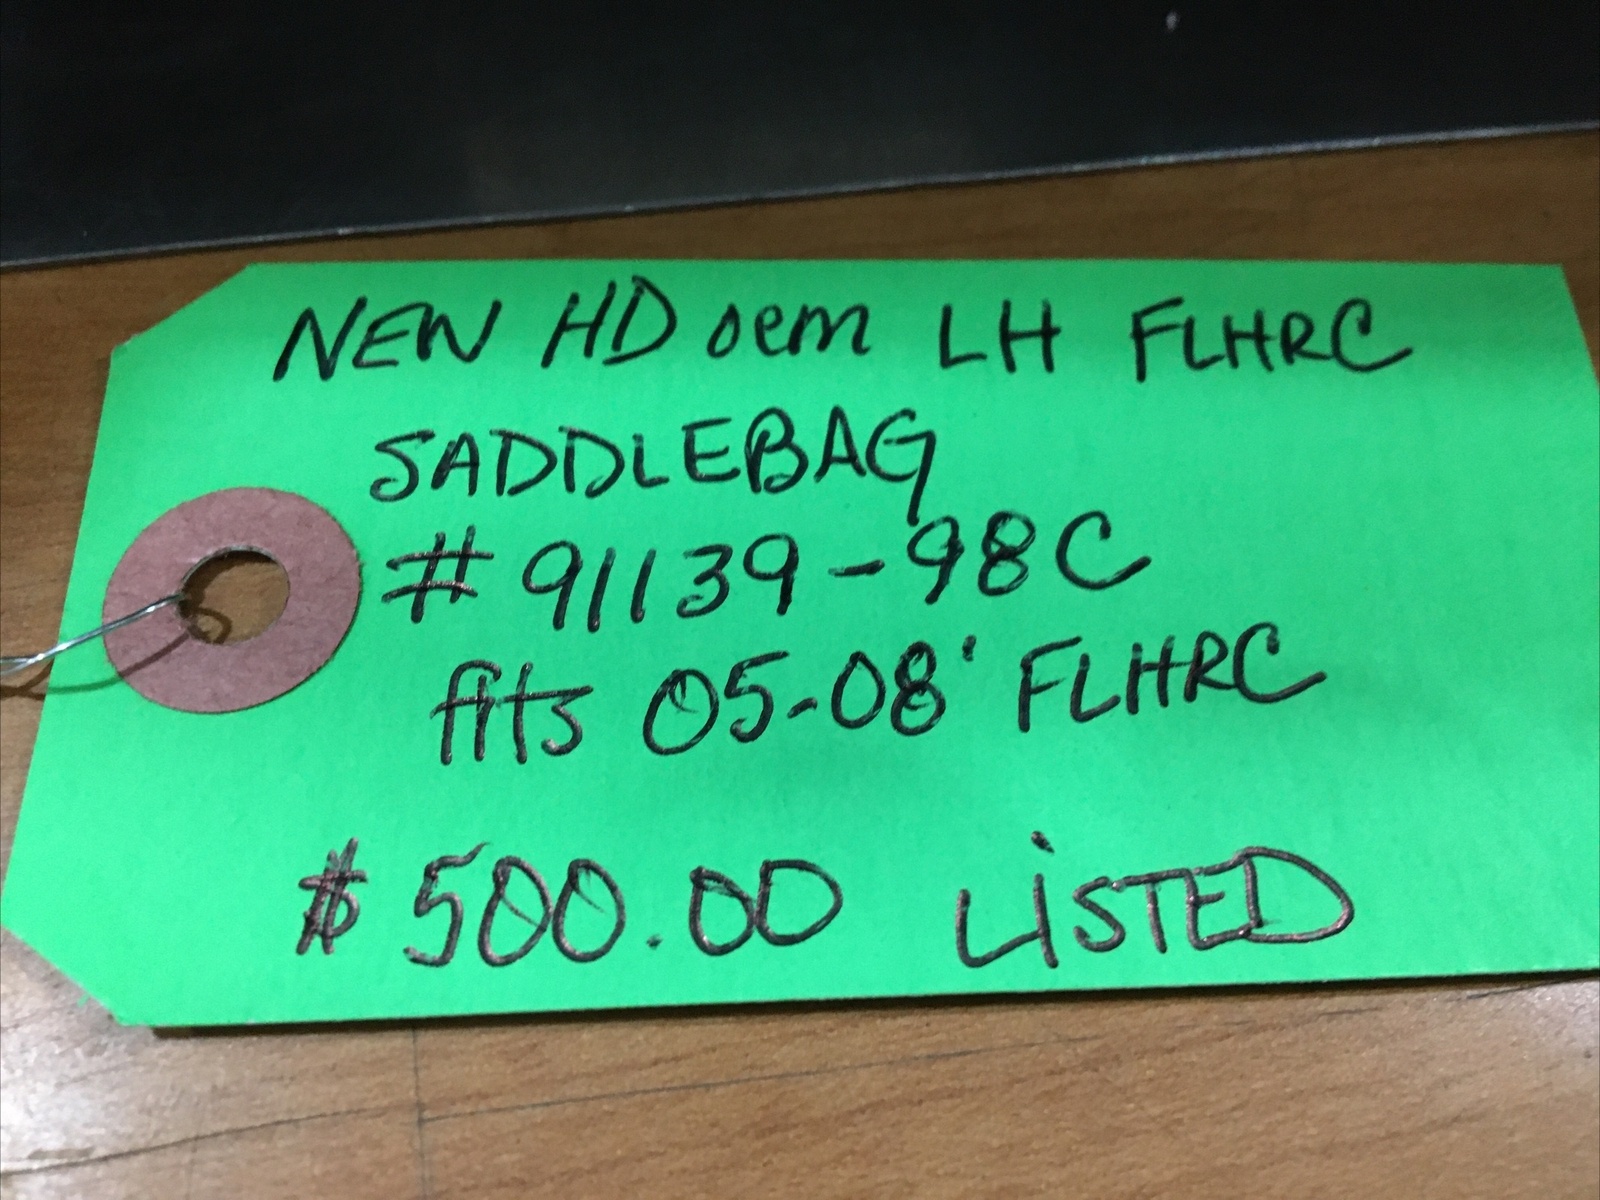 NEW HD oem LH FLHRC
SADDLEBAG
# 91139-98C
fits 05-08' FLHRC
$500.00 LiSTED